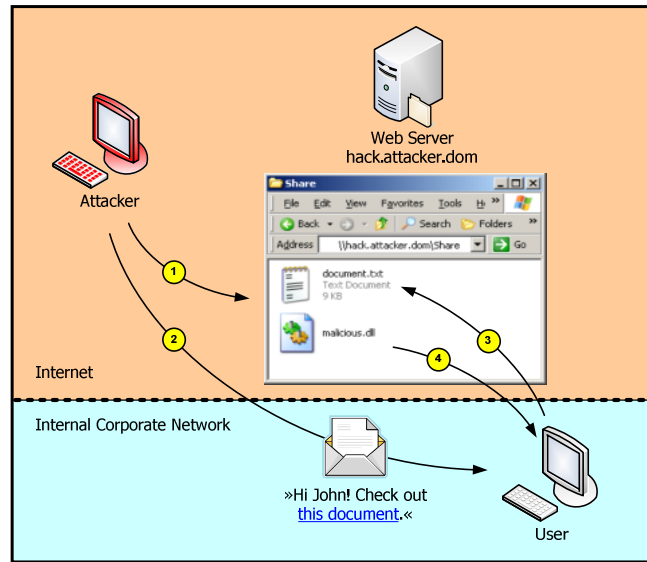 Web Server
hack.attacker.dom
Attacker
Share
File Edit View Favorites Tools H »
Back Search Folders »
Address \\hack.attacker.dom\Share Go
document.txt
Text Document
9 KB
malicious.dll
1
2
3
4
Internet
Internal Corporate Network
»Hi John! Check out
this document.«
User